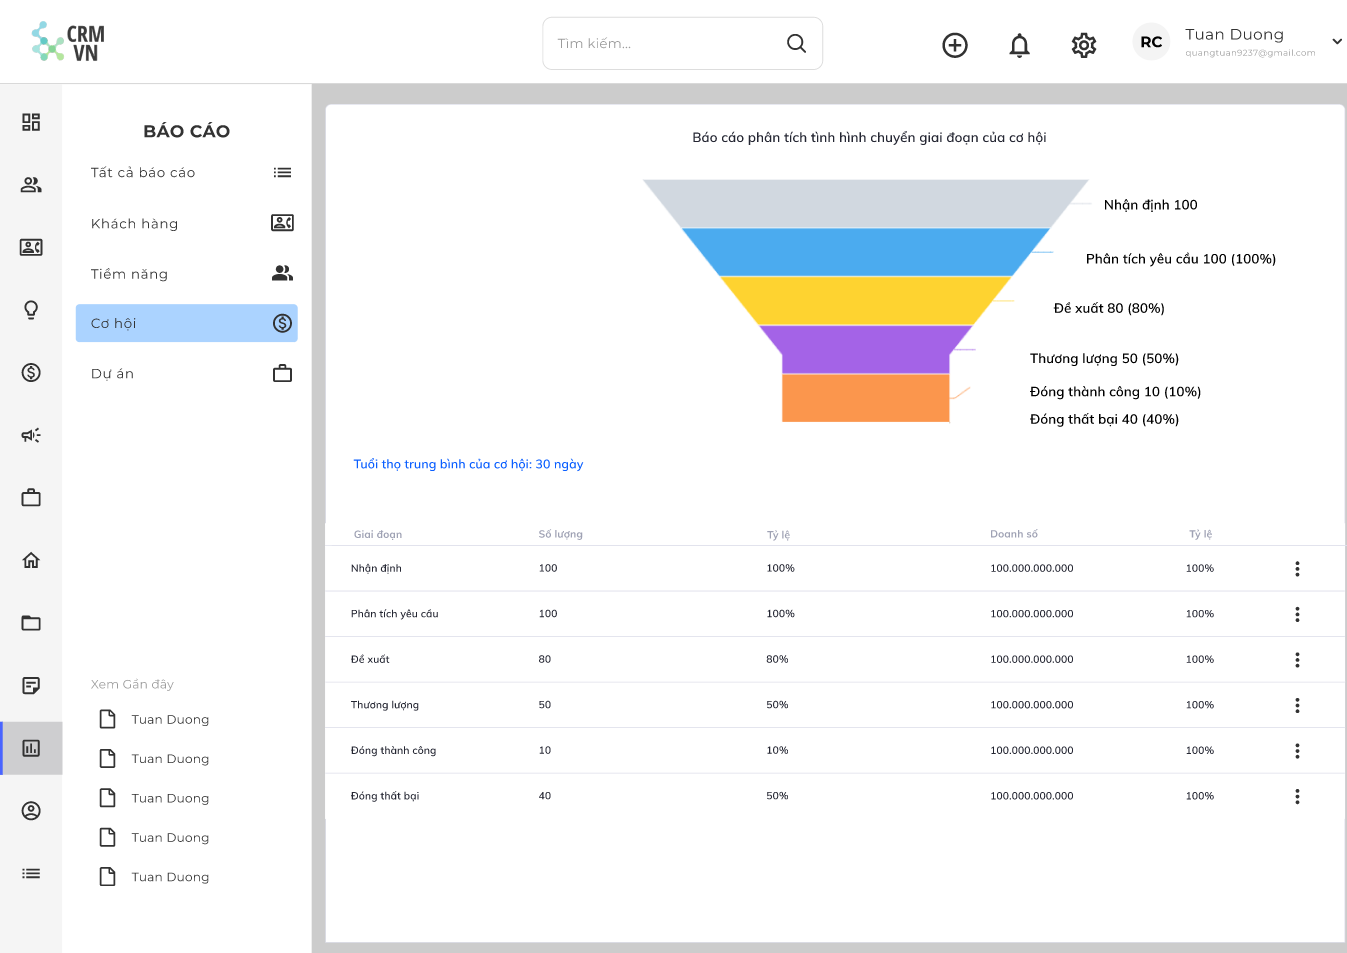 CRM
VN
Tìm kiếm...
RC
Tuan Duong
quangtuan9237@gmail.com
BÁO CÁO
Tất cả báo cáo
Khách hàng
Tiềm năng
Cơ hội
Dự án
Xem Gần đây
Tuan Duong
Tuan Duong
Tuan Duong
Tuan Duong
Tuan Duong
Báo cáo phân tích tình hình chuyển giai đoạn của cơ hội
Nhận định 100
Phân tích yêu cầu 100 (100%)
Đề xuất 80 (80%)
Thương lượng 50 (50%)
Đóng thành công 10 (10%)
Đóng thất bại 40 (40%)
Tuổi thọ trung bình của cơ hội: 30 ngày
Giai đoạn Số lượng Tỷ lệ Doanh số Tỷ lệ
Nhận định 100 100% 100.000.000.000 100%
Phân tích yêu cầu 100 100% 100.000.000.000 100%
Đề xuất 80 80% 100.000.000.000 100%
Thương lượng 50 50% 100.000.000.000 100%
Đóng thành công 10 10% 100.000.000.000 100%
Đóng thất bại 40 50% 100.000.000.000 100%